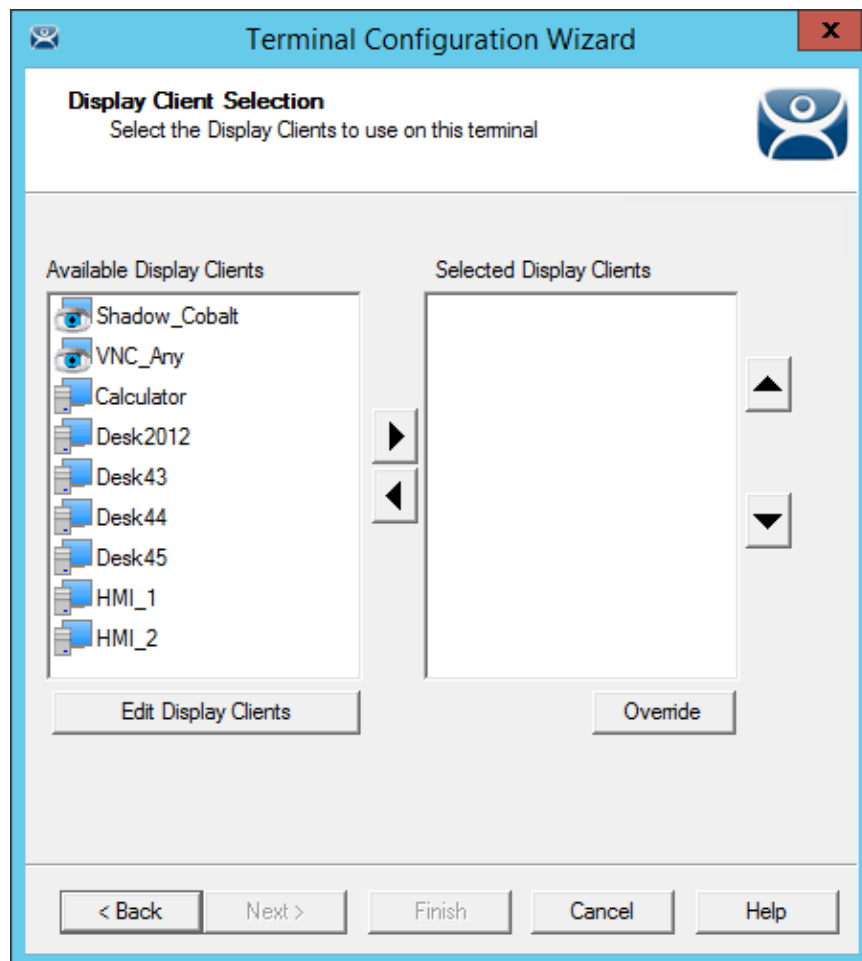 Terminal Configuration Wizard
x
Display Client Selection
Select the Display Clients to use on this terminal
Available Display Clients
Selected Display Clients
Shadow_Cobalt
VNC_Any
Calculator
Desk2012
Desk43
Desk44
Desk45
HMI_1
HMI_2
Edit Display Clients
Override
< Back
Next >
Finish
Cancel
Help